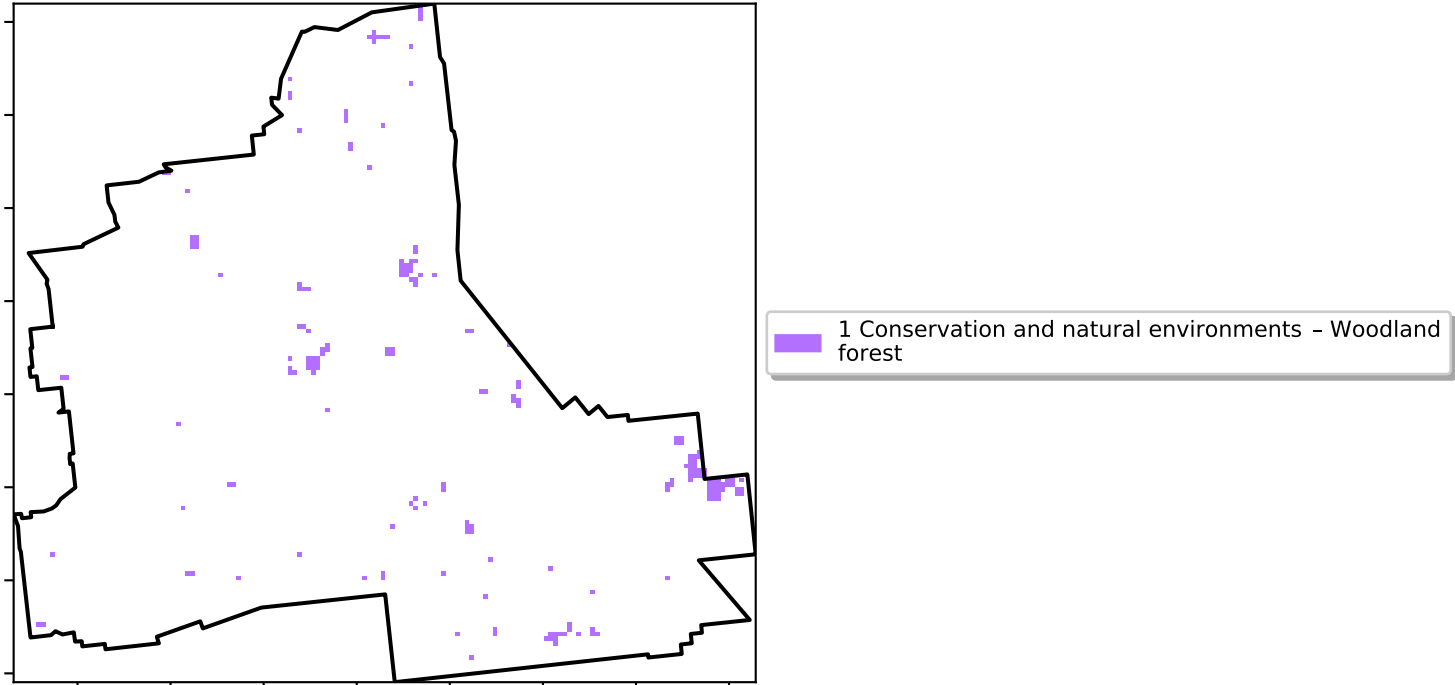 1 Conservation and natural environments – Woodland
forest